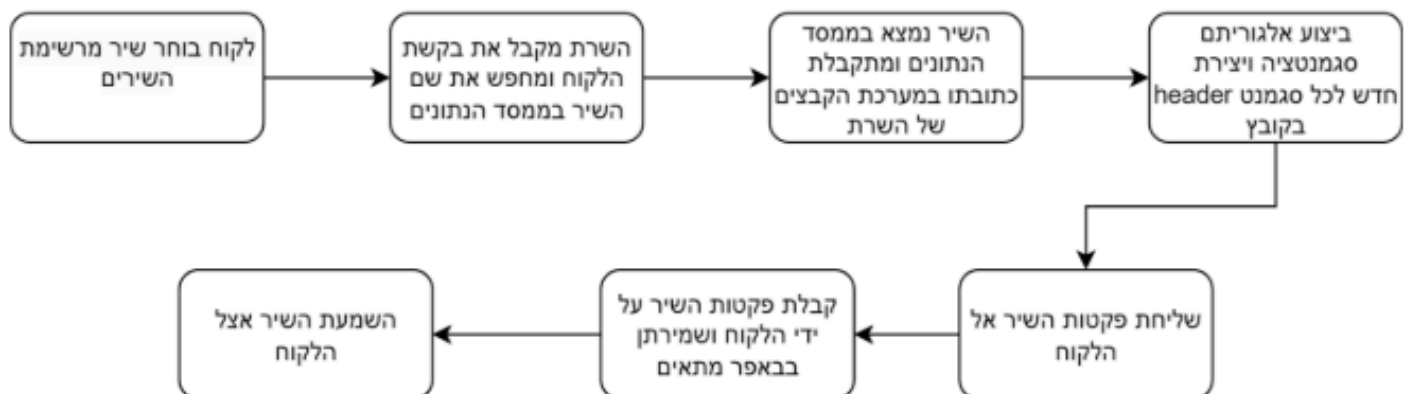 לקוח בוחר שיר מרשימת
השירים
השרת מקבל את בקשת
הלקוח ומחפש את שם
השיר בממסד הנתונים
השיר נמצא בממסד
הנתונים ומתקבלת
כתובתו במערכת הקבצים
של השרת
ביצוע אלגוריתם
סגמנטציה ויצירת
header חדש לכל סגמנט
בקובץ
שליחת פקטות השיר אל
הלקוח
קבלת פקטות השיר על
ידי הלקוח ושמירתן
בבאפר מתאים
השמעת השיר אצל
הלקוח